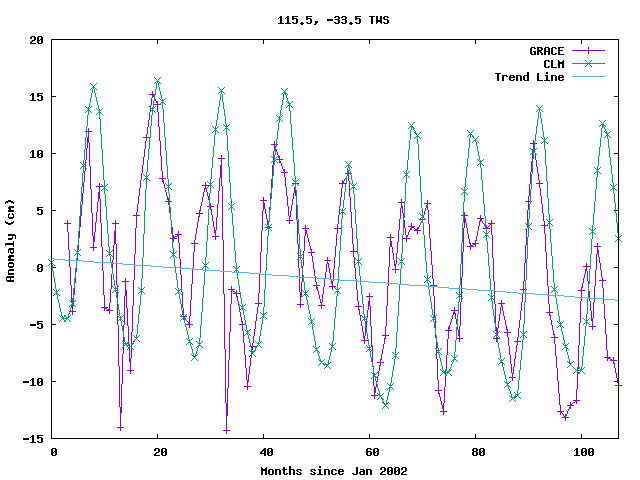 115.5, -33.5 TWS
GRACE
CLM
Trend Line
20
15
10
5
0
-5
-10
-15
Anomaly (cm)
0 20 40 60 80 100
Months since Jan 2002